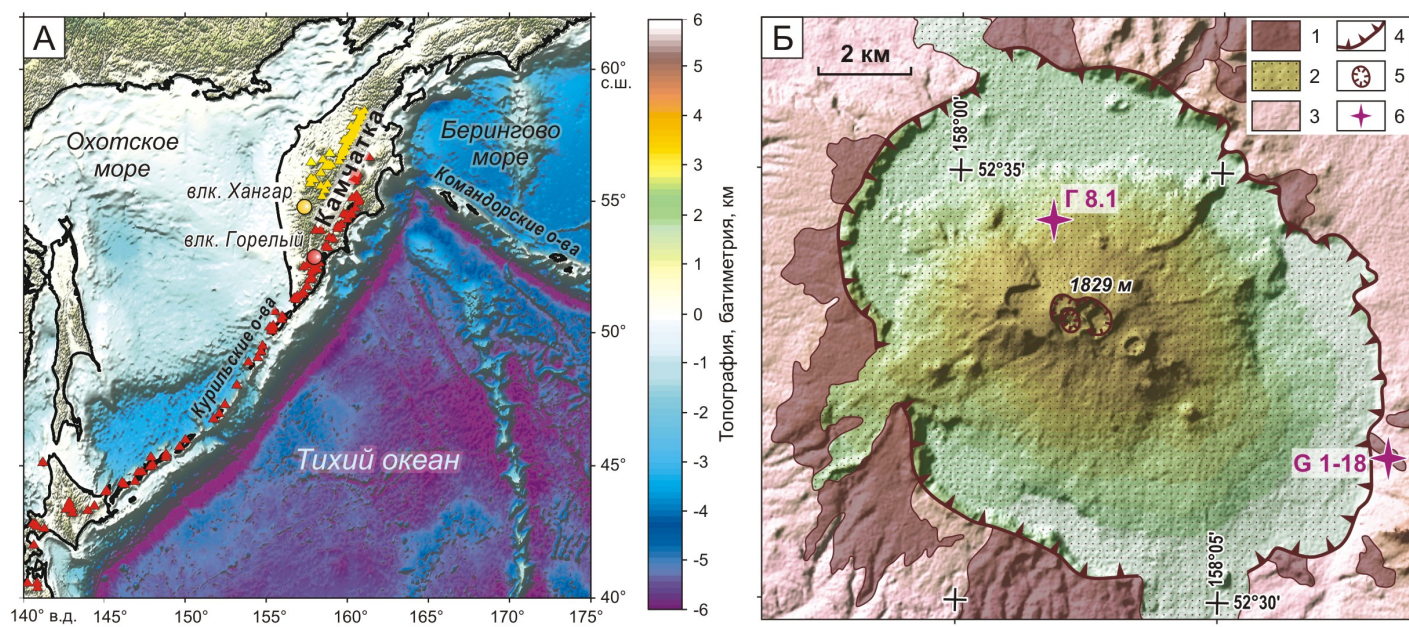 А
60°
с.ш.
Охотское
море
Берингово
море
Камчатка
влк. Хангар
Командорские о-ва
55°
влк. Горелый
50°
Курильские о-ва
Тихий океан
45°
40°
140° в.д.
145°
150°
155°
160°
165°
170°
175°
6
5
4
3
2
1
0
-1
-2
-3
-4
-5
-6
Топография, батиметрия, км
Б
2 км
1
4
2
5
3
6
158°00'
52°35'
Г 8.1
1829 м
G 1-18
158°05'
52°30'